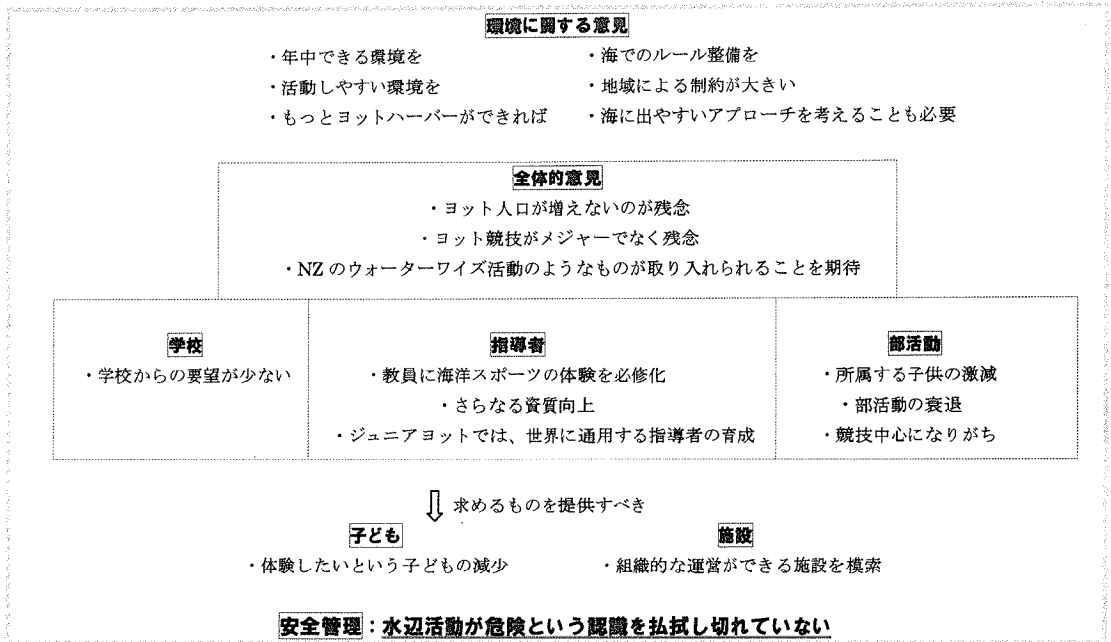 環境に関する意見
・年中できる環境を ・海でのルール整備を
・活動しやすい環境を ・地域による制約が大きい
・もっとヨットハーバーができれば ・海に出やすいアプローチを考えることも必要
全体的意見
・ヨット人口が増えないのが残念
・ヨット競技がメジャーでなく残念
・NZのウォーターワイズ活動のようなものが取り入れられることを期待
学校
・学校からの要望が少ない
指導者
・教員に海洋スポーツの体験を必修化
・さらなる資質向上
・ジュニアヨットでは、世界に通用する指導者の育成
部活動
・所属する子供の激減
・部活動の衰退
・競技中心になりがち
求めるものを提供すべき
子ども
・体験したいという子どもの減少
施設
・組織的な運営ができる施設を模索
安全管理：水辺活動が危険という認識を払拭し切れていない